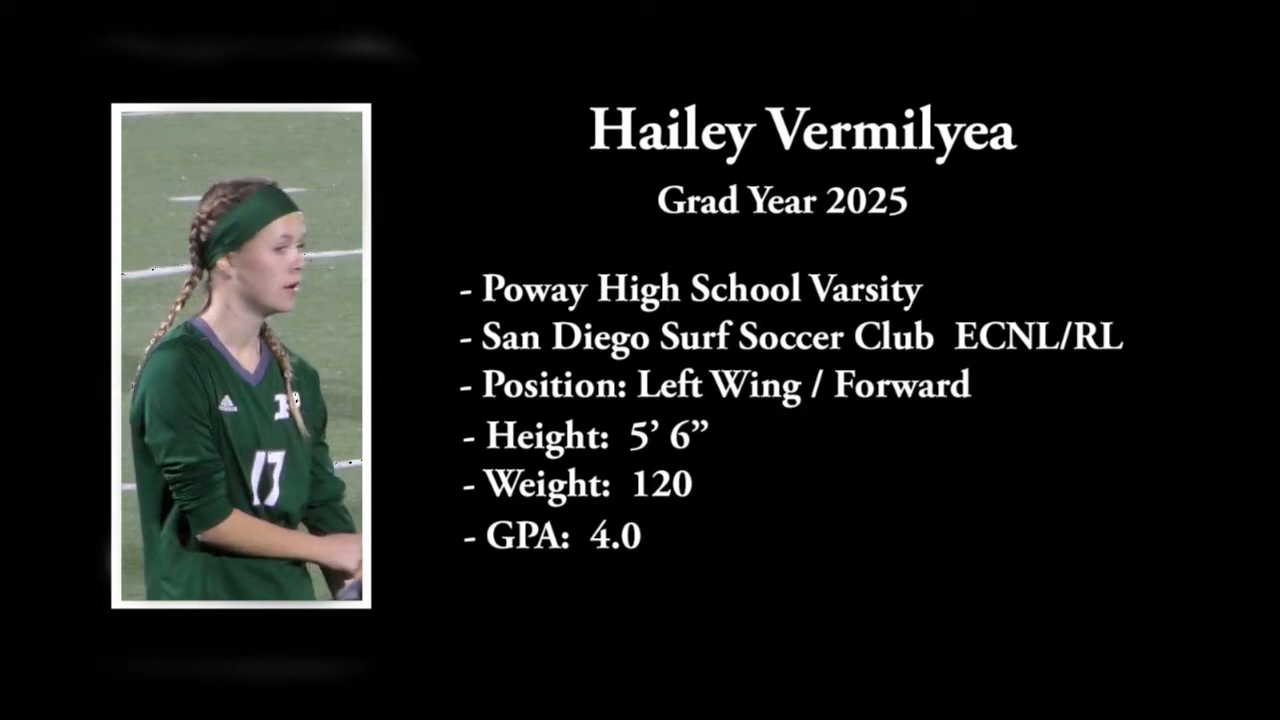 Hailey Vermilyea
Grad Year 2025
- Poway High School Varsity
- San Diego Surf Soccer Club  ECNL/RL
- Position: Left Wing / Forward
- Height:  5’ 6”
- Weight:  120
- GPA:  4.0
P
17